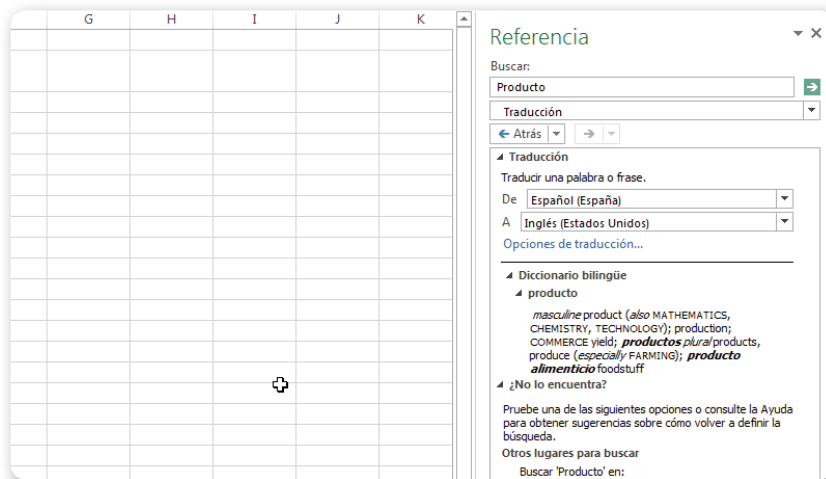 G H I J K
Referencia
Buscar:
Producto
Traducción
Atrás
Traducción
Traducir una palabra o frase.
De Español (España)
A Inglés (Estados Unidos)
Opciones de traducción...
Diccionario bilingüe
producto
masculine product (also MATHEMATICS,
CHEMISTRY, TECHNOLOGY); production;
COMMERCE yield; productos plural products,
produce (especially FARMING); producto
alimenticio foodstuff
¿No lo encuentra?
Pruebe una de las siguientes opciones o consulte la Ayuda
para obtener sugerencias sobre cómo volver a definir la
búsqueda.
Otros lugares para buscar
Buscar 'Producto' en: